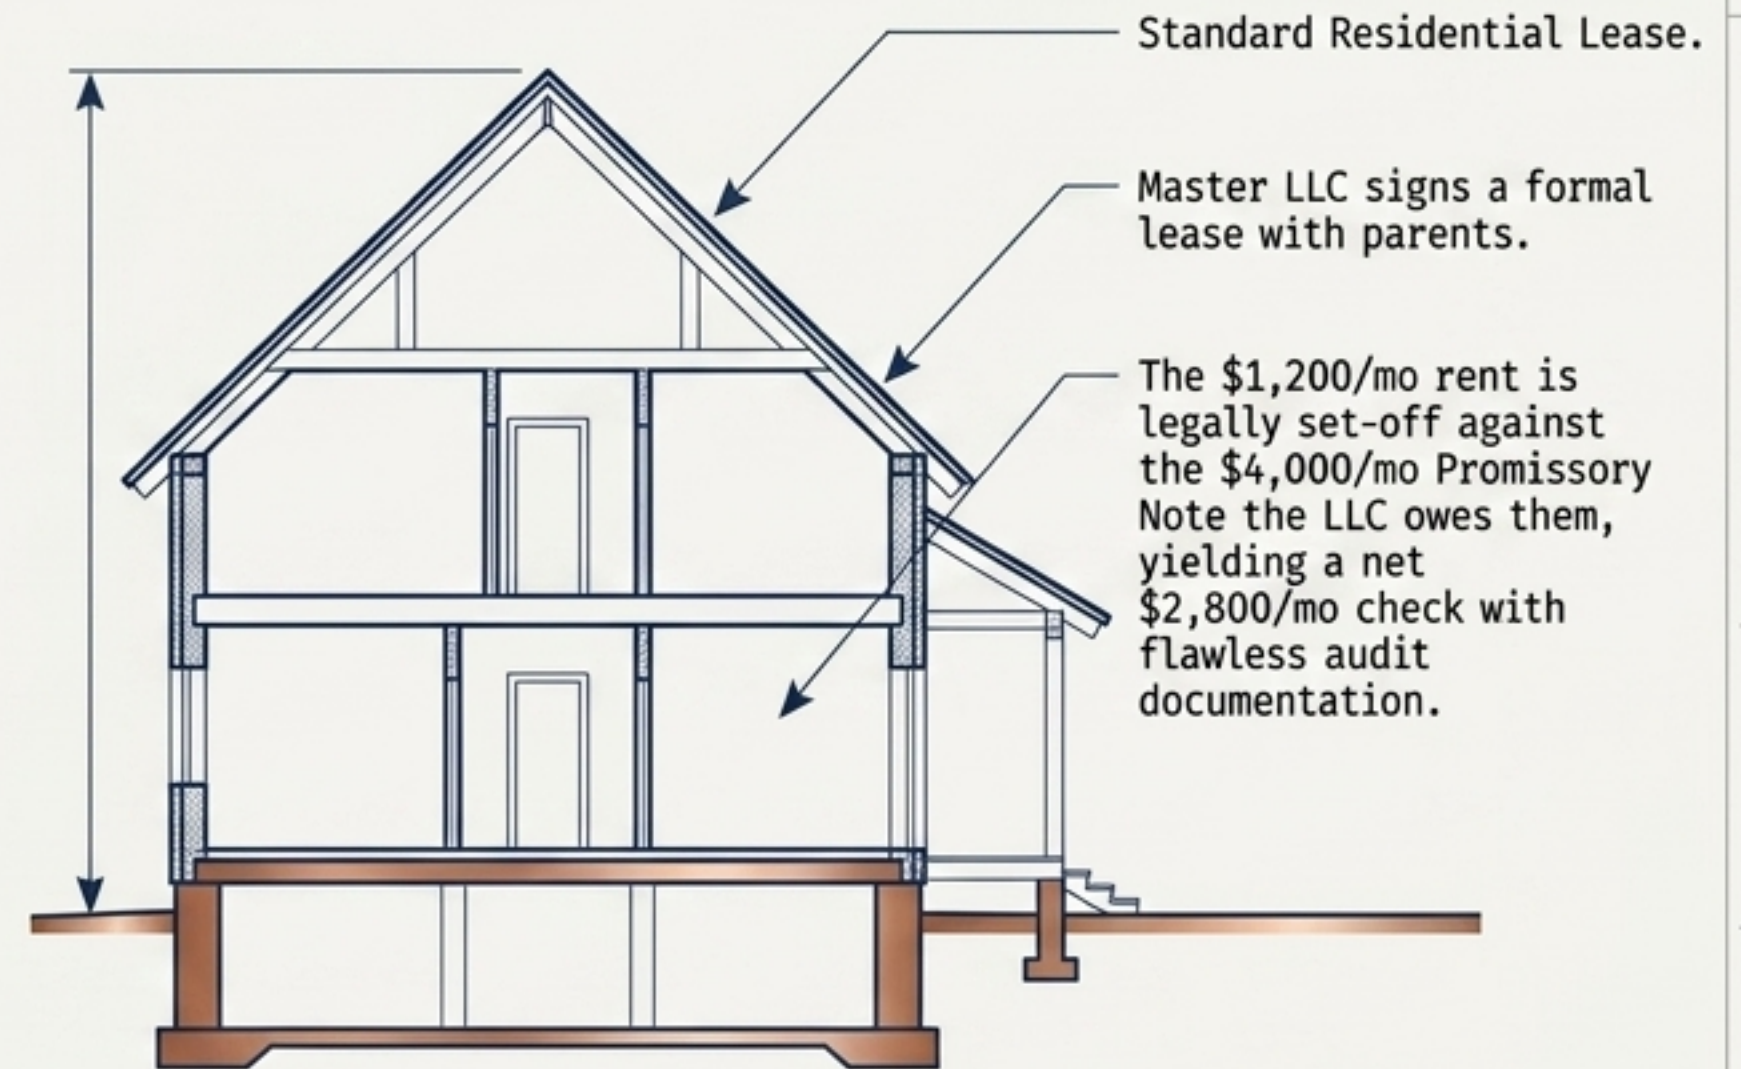 Standard Residential Lease.
Master LLC signs a formal
lease with parents.
The $1,200/mo rent is
legally set-off against
the $4,000/mo Promissory
Note the LLC owes them,
yielding a net
$2,800/mo check with
flawless audit
documentation.